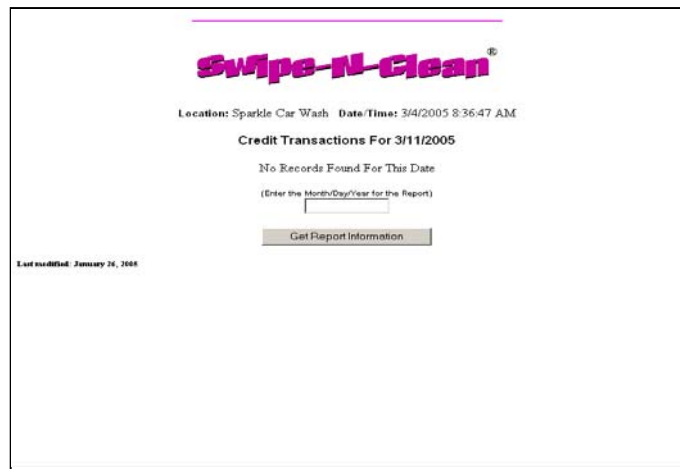 Swipe-N-Clean®
Location: Sparkle Car Wash Date/Time: 3/4/2005 8:36:47 AM
Credit Transactions For 3/11/2005
No Records Found For This Date
(Enter the Month/Day/Year for the Report)
Get Report Information
Last modified: January 26, 2005